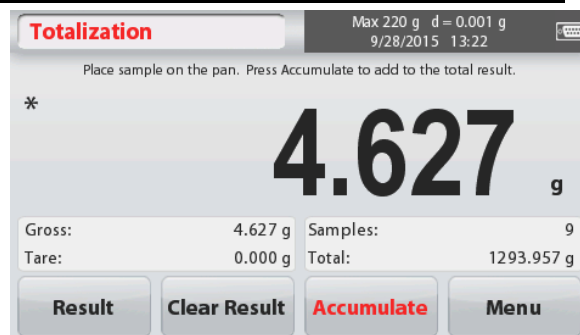 Totalization
Max 220 g d = 0.001 g
9/28/2015 13:22
Place sample on the pan. Press Accumulate to add to the total result.
*
4.627 g
Gross: 4.627 g Samples: 9
Tare: 0.000 g Total: 1293.957 g
Result Clear Result Accumulate Menu